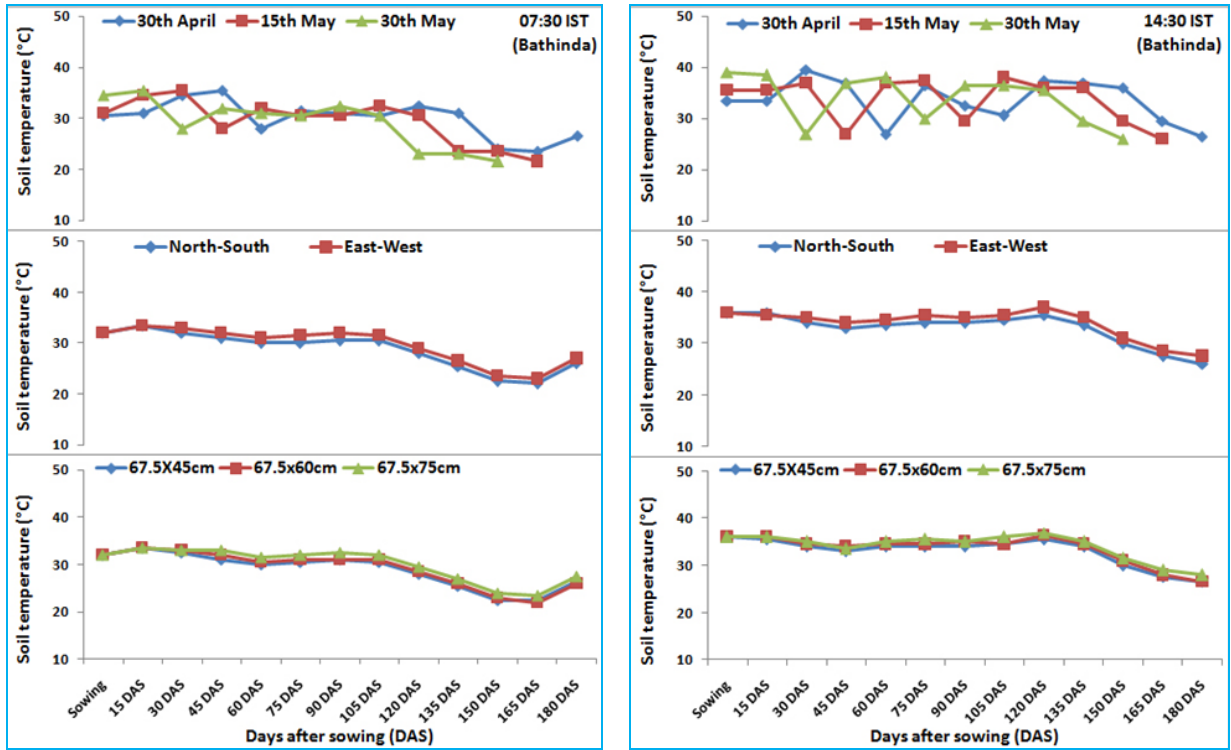 50
30th April 15th May 30th May 07:30 IST
(Bathinda)
40
30
20
10
Soil temperature (°C)
50
North-South East-West
40
30
20
10
Soil temperature (°C)
50
67.5X45cm 67.5x60cm 67.5x75cm
40
30
20
10
Soil temperature (°C)
Sowing 15 DAS 30 DAS 45 DAS 60 DAS 75 DAS 90 DAS 105 DAS 120 DAS 135 DAS 150 DAS 165 DAS 180 DAS
Days after sowing (DAS)
50
30th April 15th May 30th May 14:30 IST
(Bathinda)
40
30
20
10
Soil temperature (°C)
50
North-South East-West
40
30
20
10
Soil temperature (°C)
50
67.5X45cm 67.5x60cm 67.5x75cm
40
30
20
10
Soil temperature (°C)
Sowing 15 DAS 30 DAS 45 DAS 60 DAS 75 DAS 90 DAS 105 DAS 120 DAS 135 DAS 150 DAS 165 DAS 180 DAS
Days after sowing (DAS)